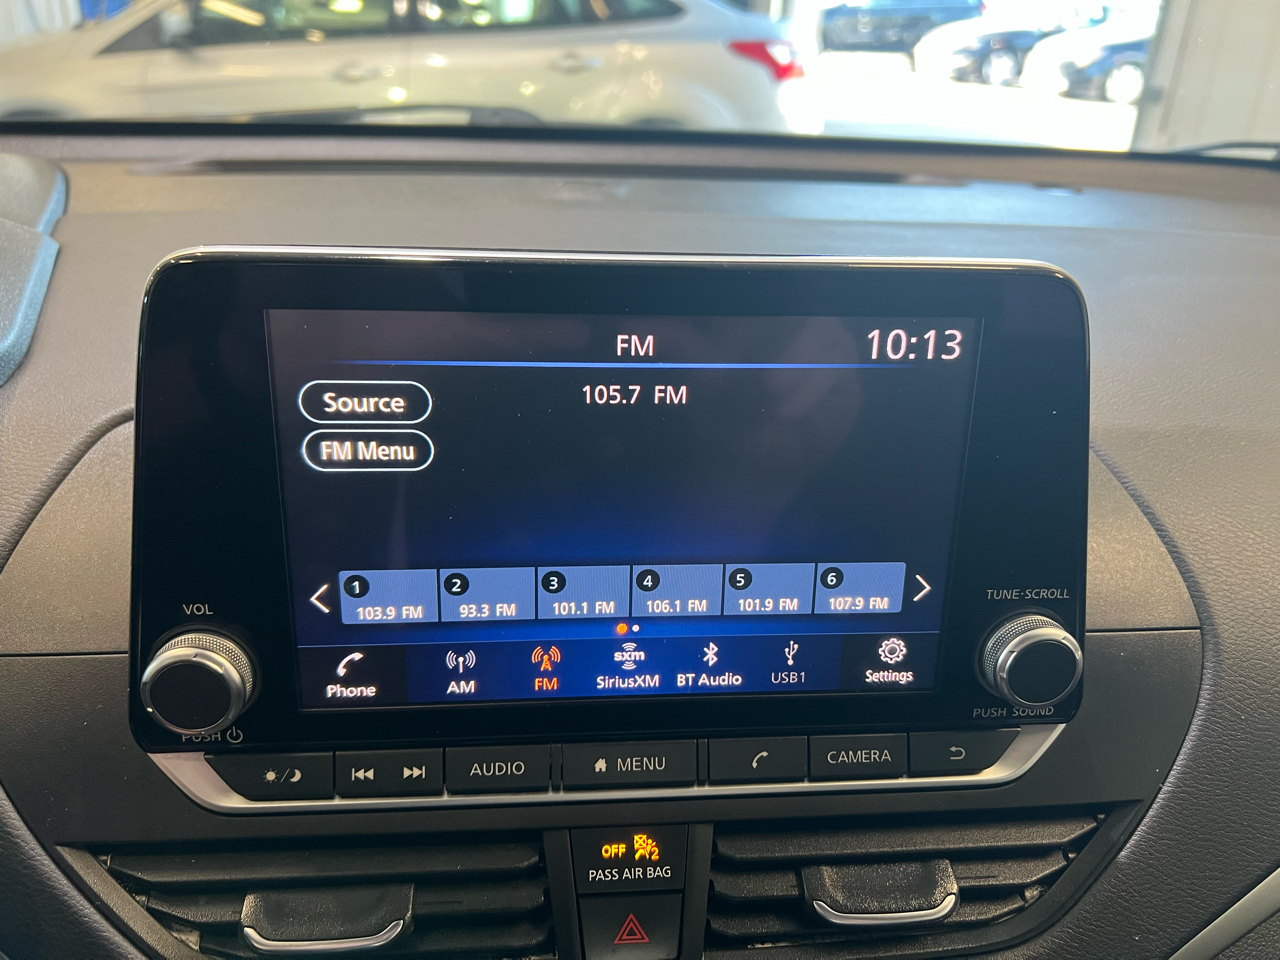 FM
10:13
Source
105.7 FM
FM Menu
1 2 3 4 5 6
103.9 FM 93.3 FM 101.1 FM 106.1 FM 101.9 FM 107.9 FM
VOL
TUNE·SCROLL
Phone AM FM sxm SiriusXM BT Audio USB1 Settings
PUSH
PUSH SOUND
AUDIO MENU CAMERA
OFF 2
PASS AIR BAG